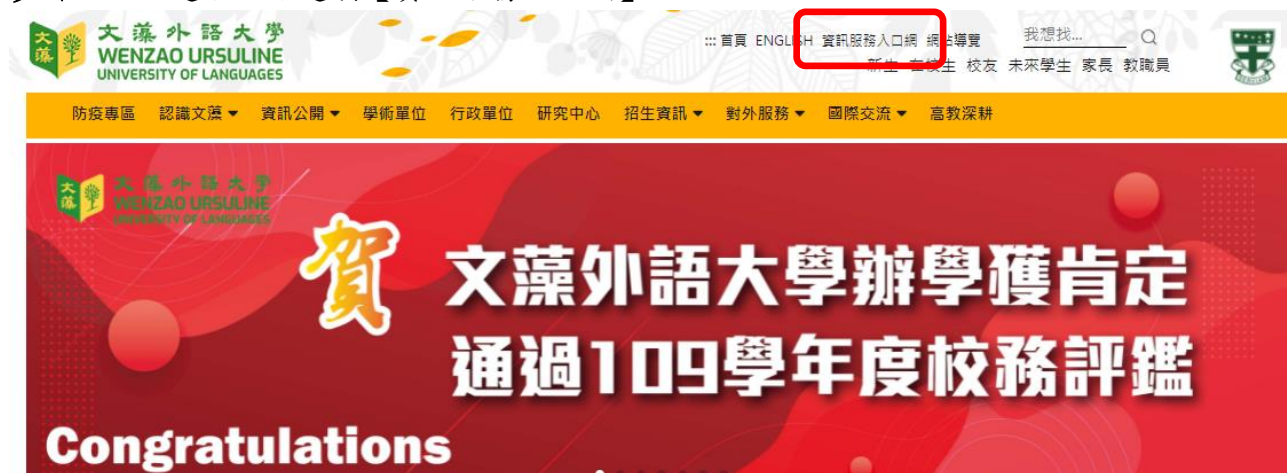 文藻外語大學
WENZAO URSULINE
UNIVERSITY OF LANGUAGES
文藻
::: 首頁 ENGLISH 資訊服務入口網 網站導覽 我想找...
新生 在校生 校友 未來學生 家長 教職員
防疫專區 認識文藻 資訊公開 學術單位 行政單位 研究中心 招生資訊 對外服務 國際交流 高教深耕
文藻外語大學
WENZAO URSULINE
UNIVERSITY OF LANGUAGES
文藻
賀
文藻外語大學辦學獲肯定
通過109學年度校務評鑑
Congratulations